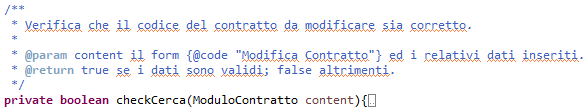 /**
 * Verifica che il codice del contratto da modificare sia corretto.
 *
 * @param content il form {@code "Modifica Contratto"} ed i relativi dati inseriti.
 * @return true se i dati sono validi; false altrimenti.
 */
private boolean checkCerca(ModuloContratto content){